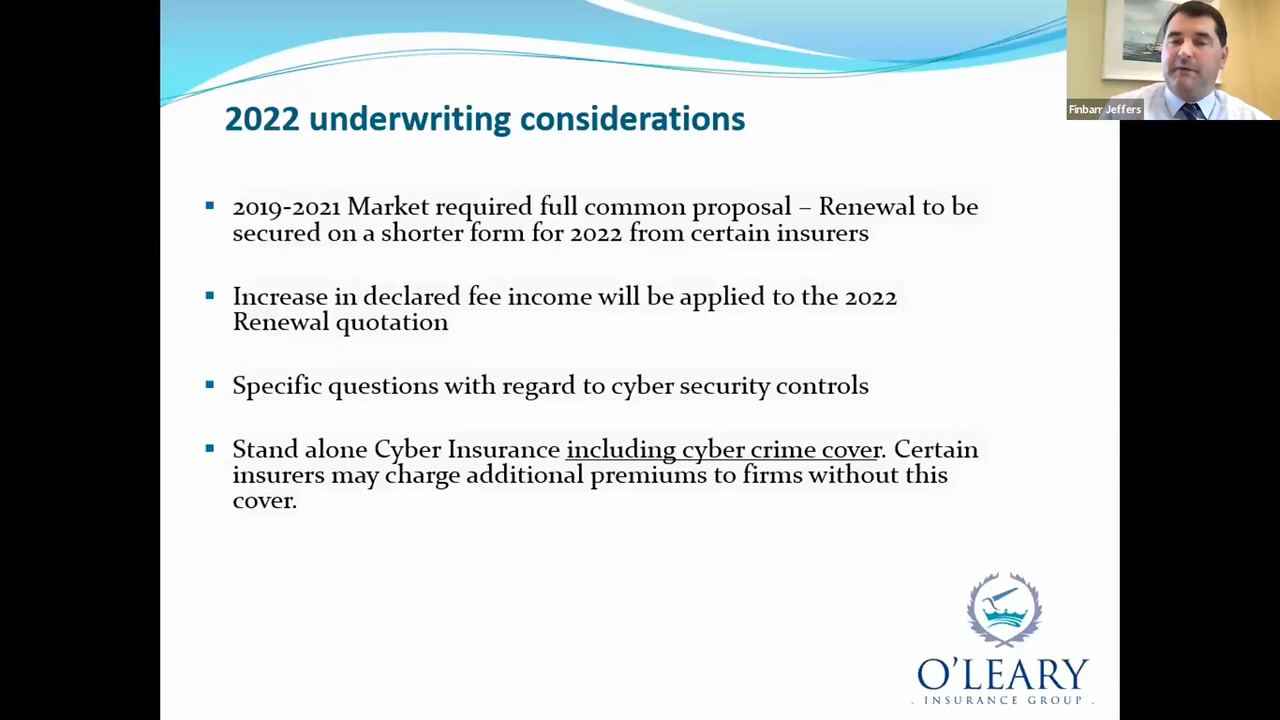 Finbarr Jeffers
2022 underwriting considerations
2019-2021 Market required full common proposal – Renewal to be
secured on a shorter form for 2022 from certain insurers
Increase in declared fee income will be applied to the 2022
Renewal quotation
Specific questions with regard to cyber security controls
Stand alone Cyber Insurance including cyber crime cover. Certain
insurers may charge additional premiums to firms without this
cover.
O'LEARY
. INSURANCE GROUP .